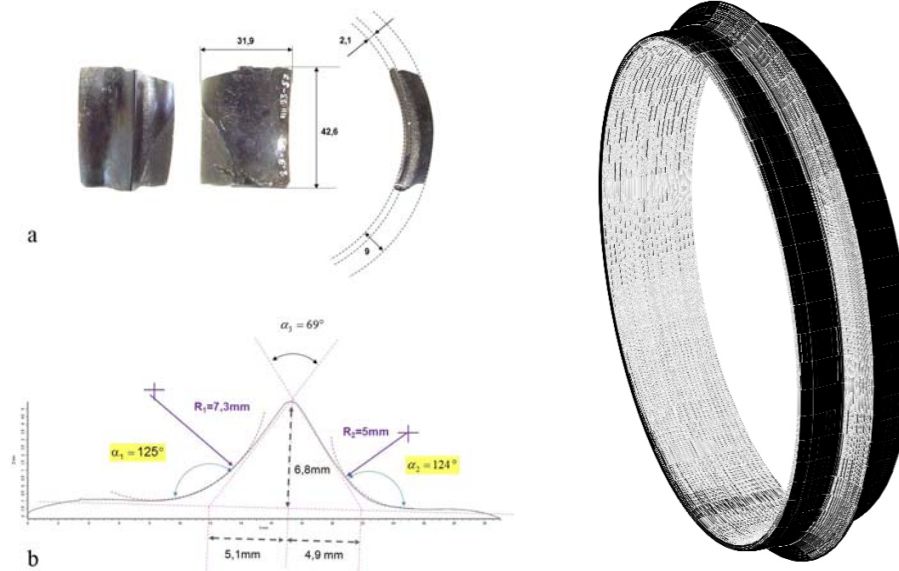 31,9
2,1
42,6
9
a
α₃ = 69°
R₁=7,3mm
R₂=5mm
α₁ = 125°
α₂ = 124°
6,8mm
5,1mm
4,9 mm
b